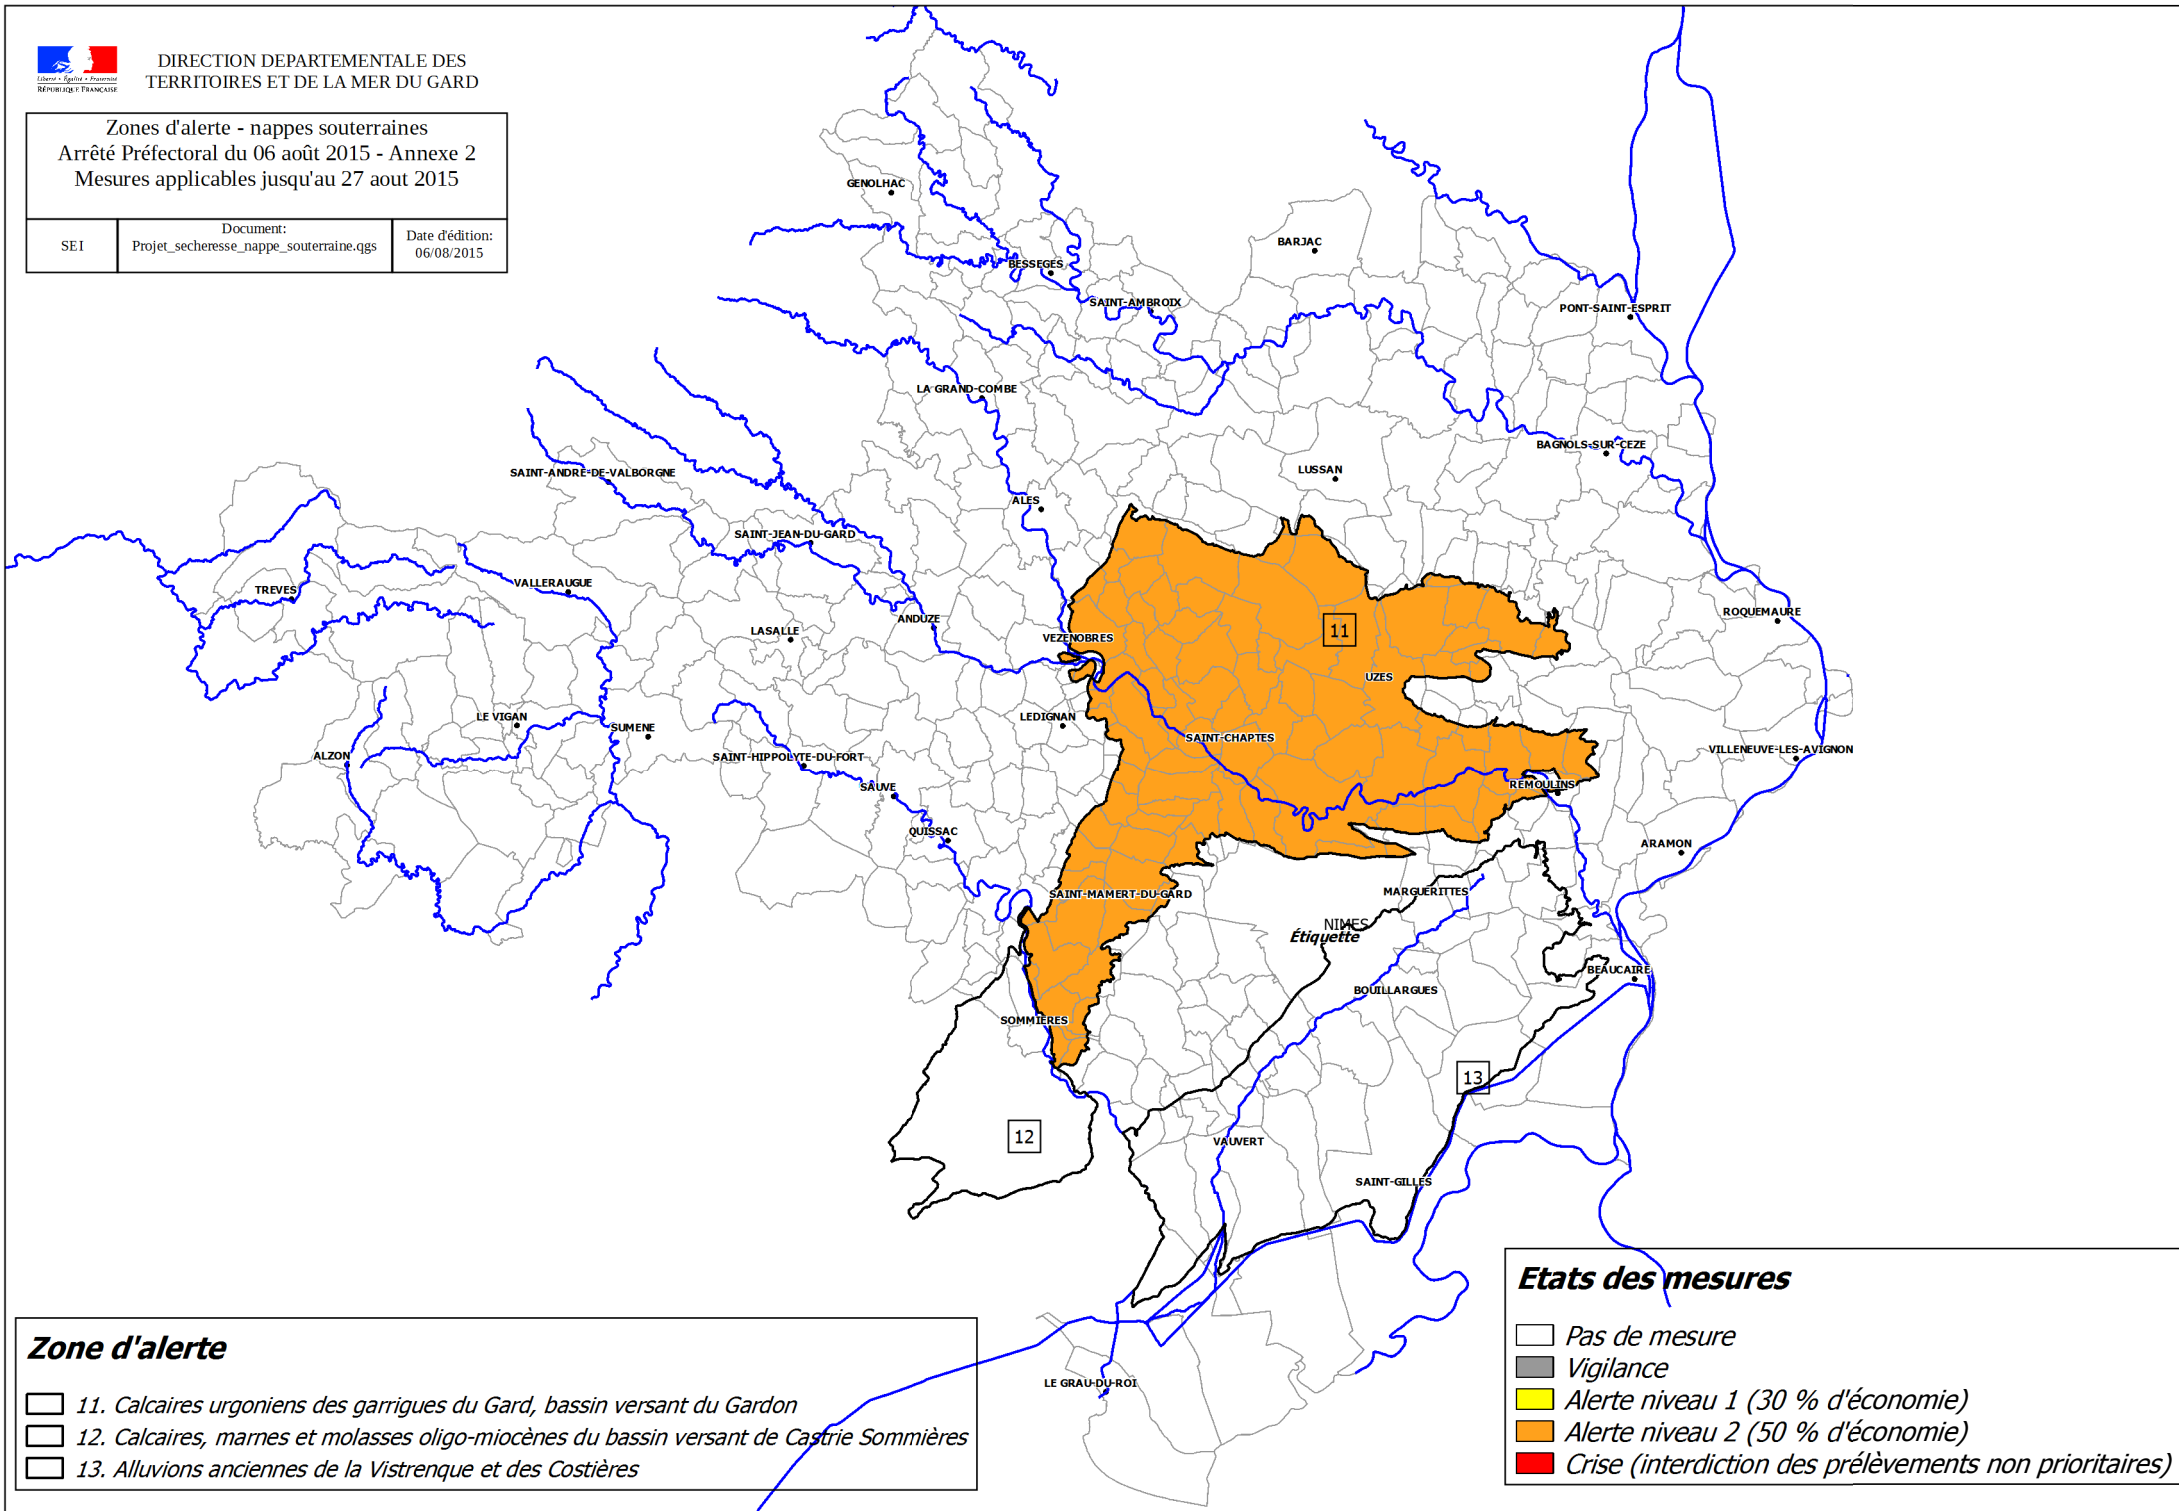 Liberté • Égalité • Fraternité
RÉPUBLIQUE FRANÇAISE
DIRECTION DEPARTEMENTALE DES
TERRITOIRES ET DE LA MER DU GARD
Zones d'alerte - nappes souterraines
Arrêté Préfectoral du 06 août 2015 - Annexe 2
Mesures applicables jusqu'au 27 aout 2015
SEI
Document:
Projet_secheresse_nappe_souterraine.qgs
Date d'édition:
06/08/2015
GENOLHAC
BARJAC
BESSEGES
SAINT-AMBROIX
PONT-SAINT-ESPRIT
LA GRAND-COMBE
BAGNOLS-SUR-CEZE
SAINT-ANDRE-DE-VALBORGNE
LUSSAN
ALES
SAINT-JEAN-DU-GARD
VALLERAUGUE
TREVES
ROQUEMAURE
ANDUZE
LASALLE
11
VEZENOBRES
UZES
LE VIGAN
LEDIGNAN
SUMENE
SAINT-CHAPTES
ALZON
SAINT-HIPPOLYTE-DU-FORT
VILLENEUVE-LES-AVIGNON
SAUVE
REMOULINS
QUISSAC
ARAMON
SAINT-MAMERT-DU-GARD
MARGUERITTES
NIMES
Étiquette
BEAUCAIRE
BOUILLARGUES
SOMMIERES
13
12
VAUVERT
SAINT-GILLES
LE GRAU-DU-ROI
Zone d'alerte
11. Calcaires urgoniens des garrigues du Gard, bassin versant du Gardon
12. Calcaires, marnes et molasses oligo-miocènes du bassin versant de Castrie Sommières
13. Alluvions anciennes de la Vistrenque et des Costières
Etats des mesures
Pas de mesure
Vigilance
Alerte niveau 1 (30 % d'économie)
Alerte niveau 2 (50 % d'économie)
Crise (interdiction des prélèvements non prioritaires)